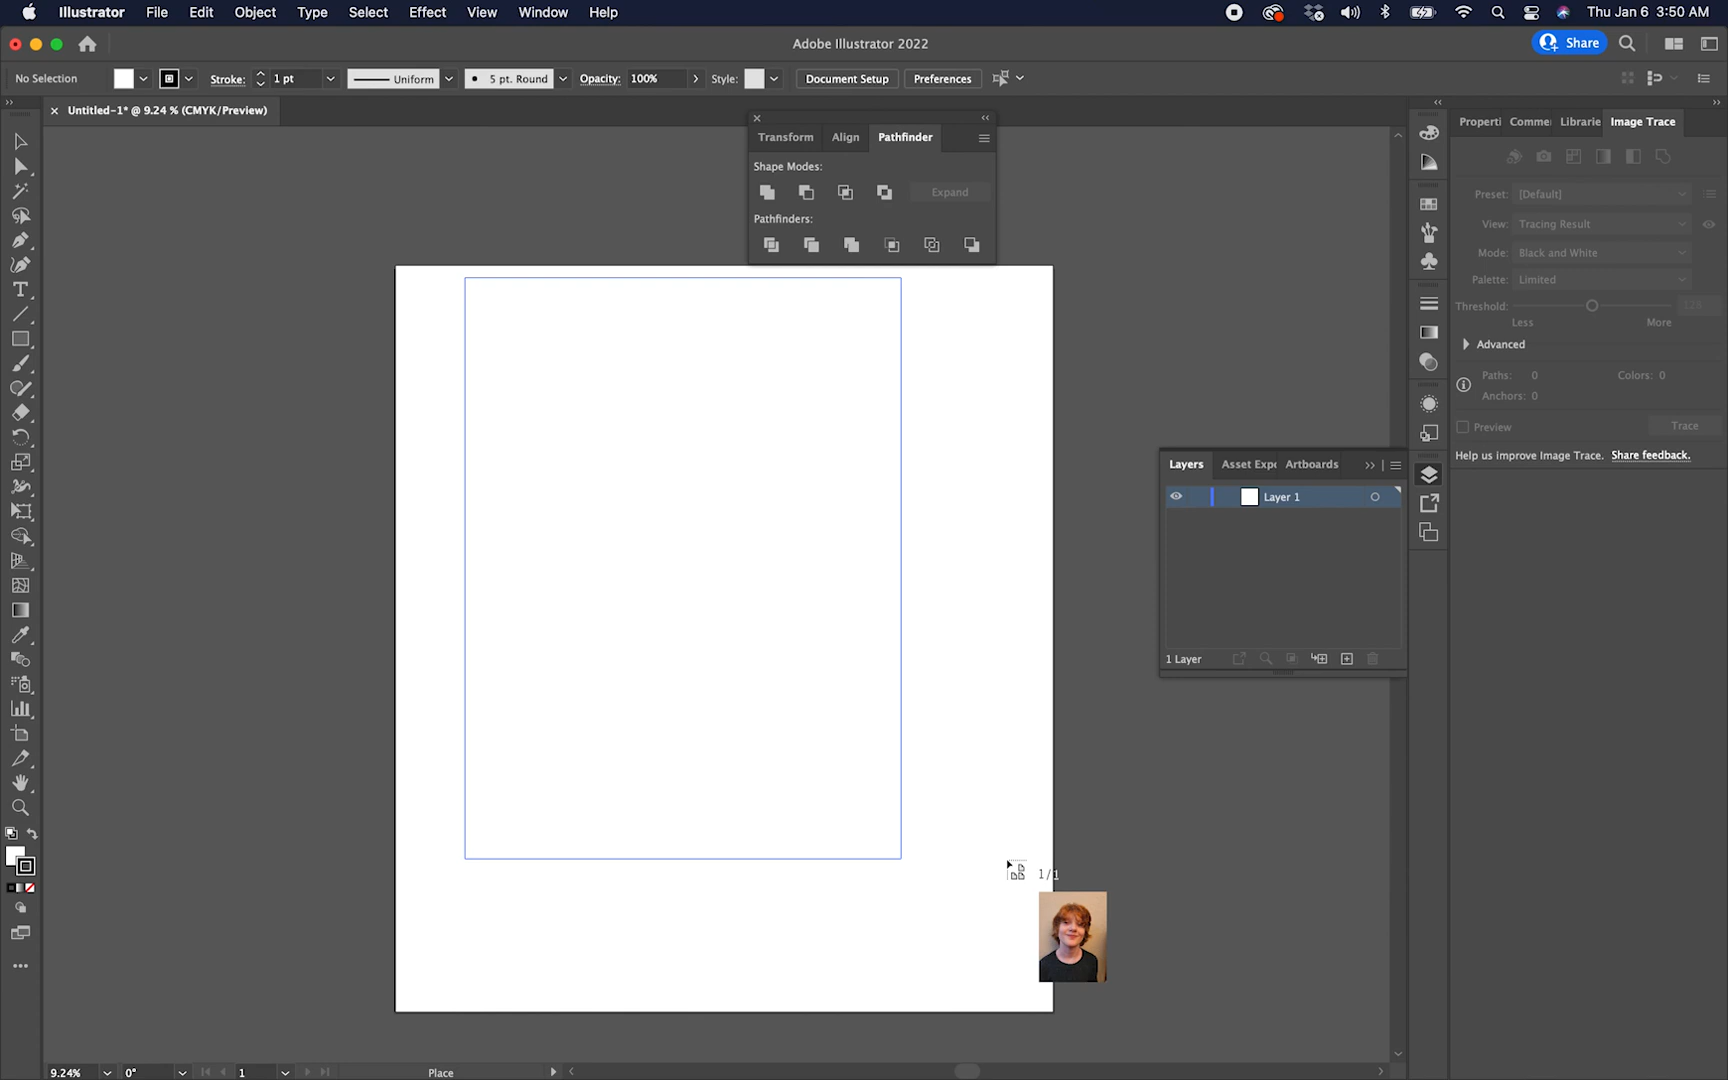 Illustrator File Edit Object Type Select Effect View Window Help Thu Jan 6 3:50 AM
Adobe Illustrator 2022 Share
No Selection Stroke: 1 pt Uniform 5 pt. Round Opacity: 100% Style: Document Setup Preferences
Untitled-1* @ 9.24 % (CMYK/Preview)
Transform Align Pathfinder
Shape Modes:
Expand
Pathfinders:
Properti Comme Librarie Image Trace
Preset: [Default]
View: Tracing Result
Mode: Black and White
Palette: Limited
Threshold: 128
Less More
Advanced
Paths: 0 Colors: 0
Anchors: 0
Preview Trace
Help us improve Image Trace. Share feedback.
Layers Asset Expo Artboards
Layer 1
1 Layer
1/1
9.24% 0° 1 Place